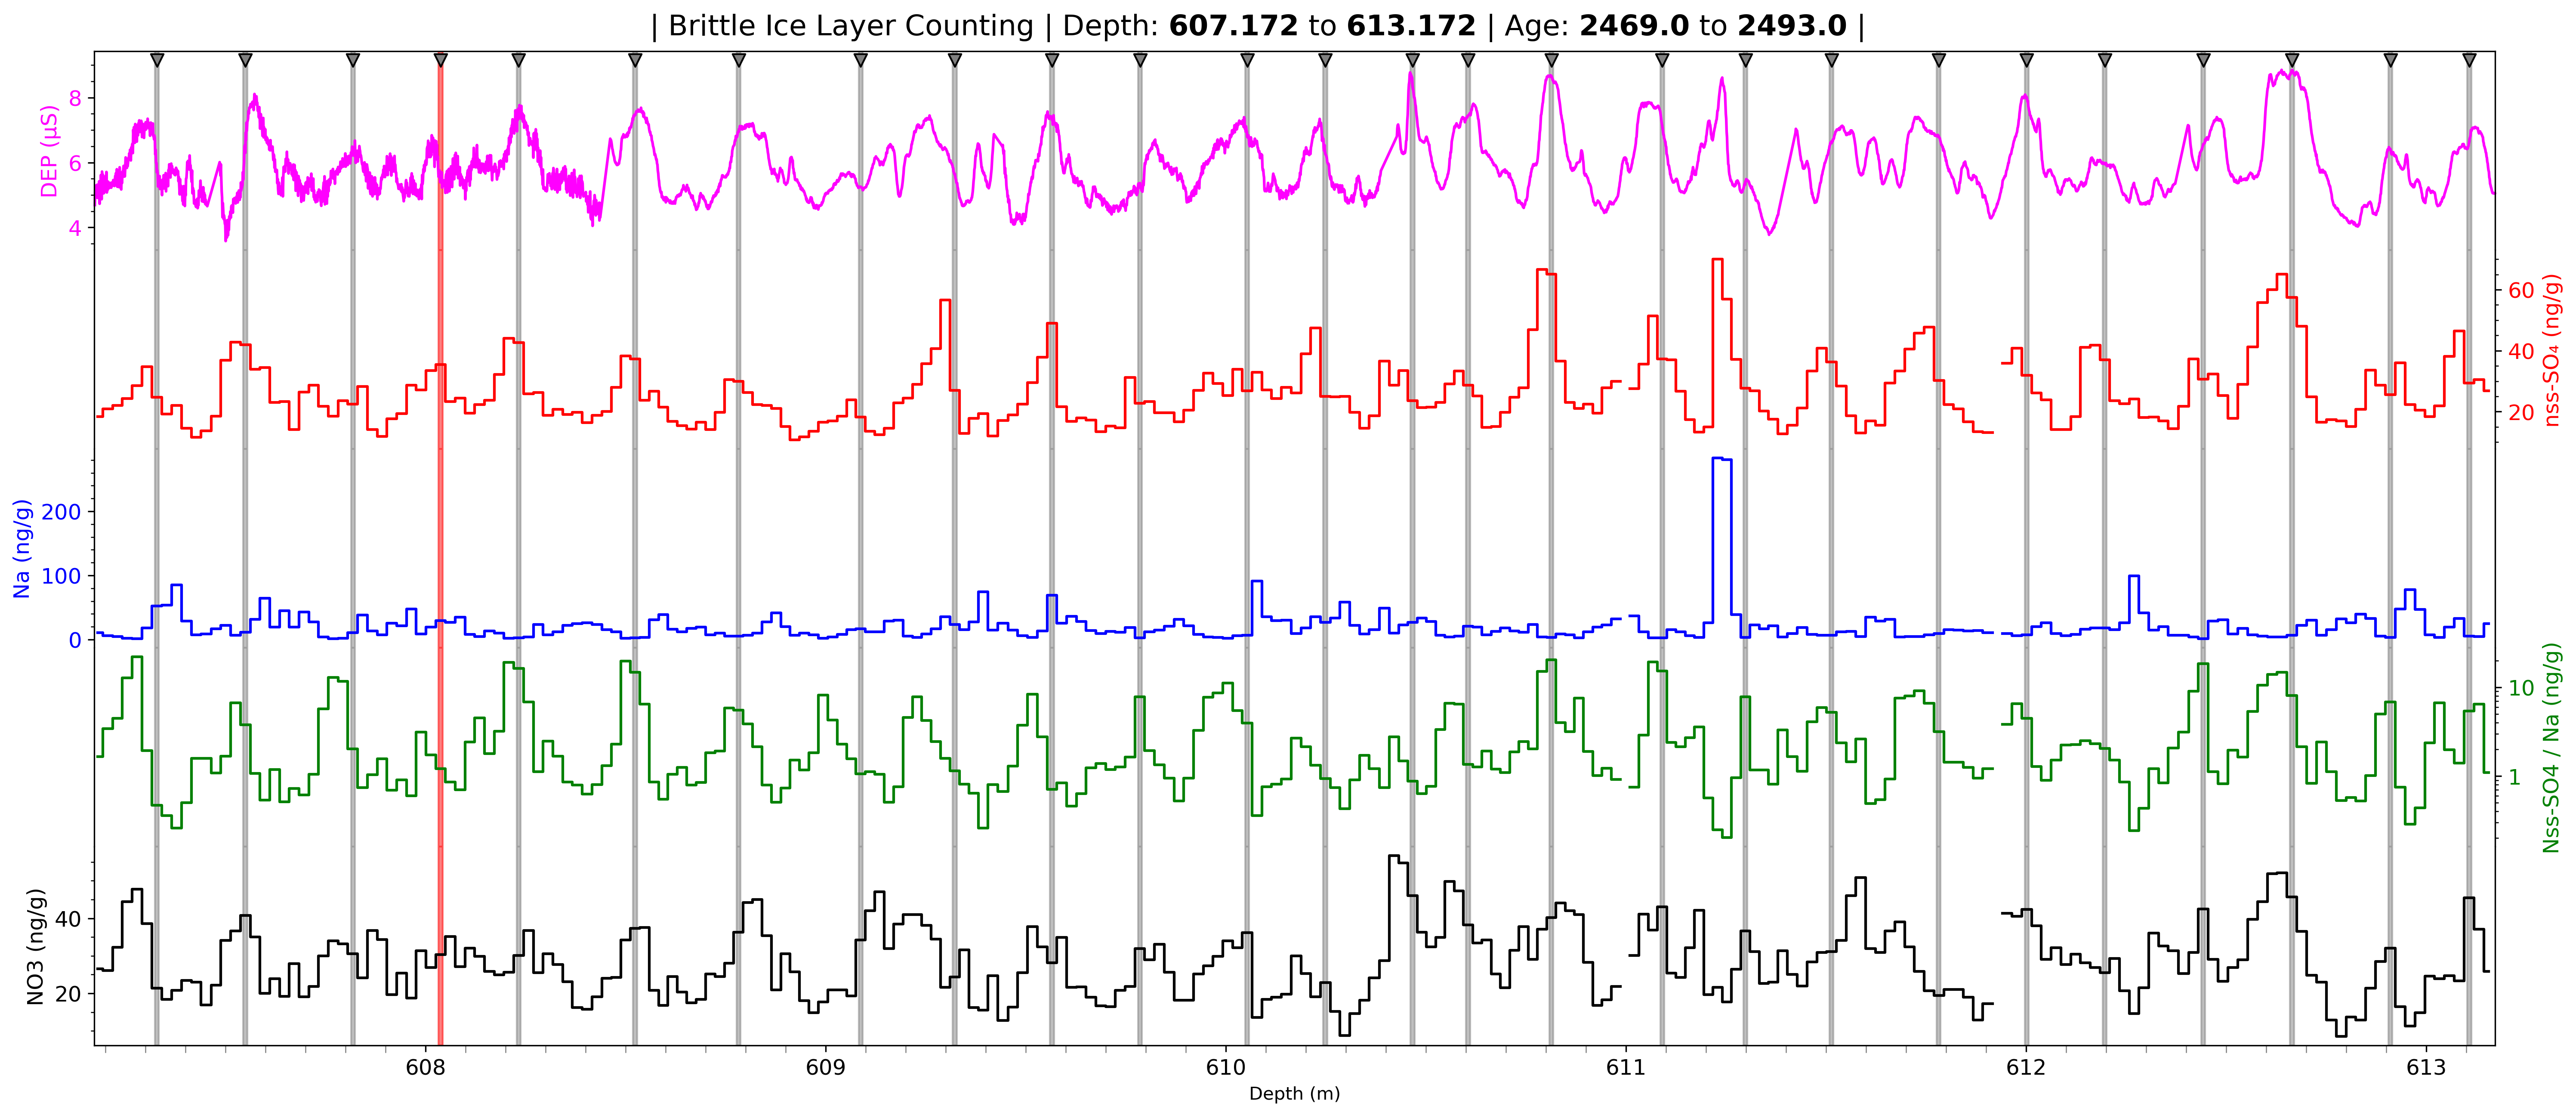 | Brittle Ice Layer Counting | Depth: 607.172 to 613.172 | Age: 2469.0 to 2493.0 |
DEP (µS)
8
6
4
nss-SO₄ (ng/g)
60
40
20
Na (ng/g)
200
100
0
Nss-SO4 / Na (ng/g)
10
1
NO3 (ng/g)
40
20
608
609
610
611
612
613
Depth (m)